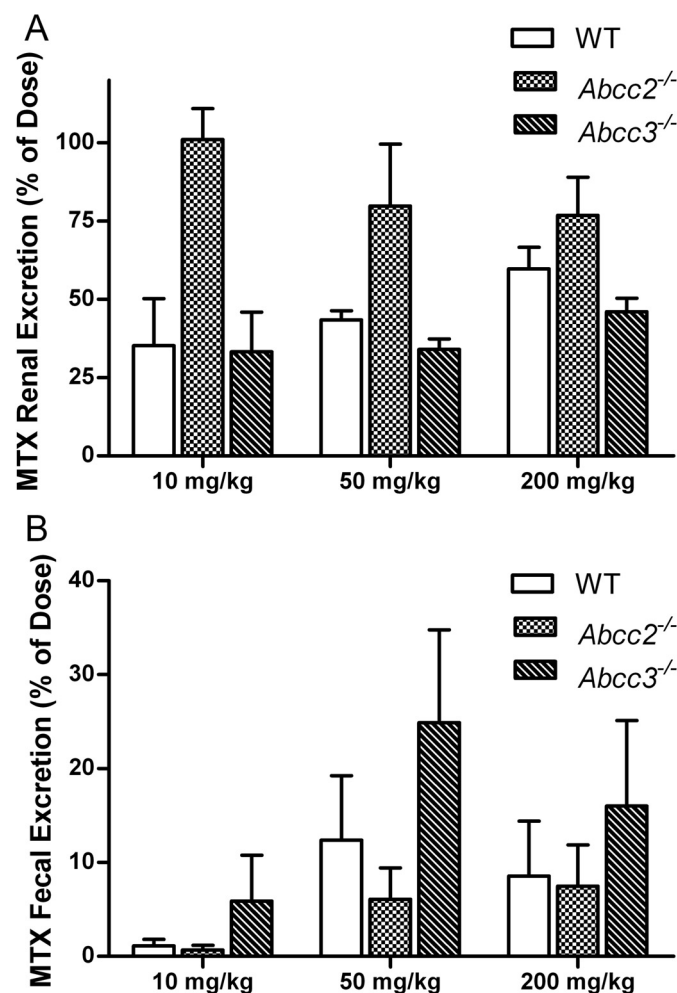 A
WT
Abcc2-/-
Abcc3-/-
MTX Renal Excretion (% of Dose)
100
75
50
25
0
10 mg/kg
50 mg/kg
200 mg/kg
B
WT
Abcc2-/-
Abcc3-/-
MTX Fecal Excretion (% of Dose)
40
30
20
10
0
10 mg/kg
50 mg/kg
200 mg/kg